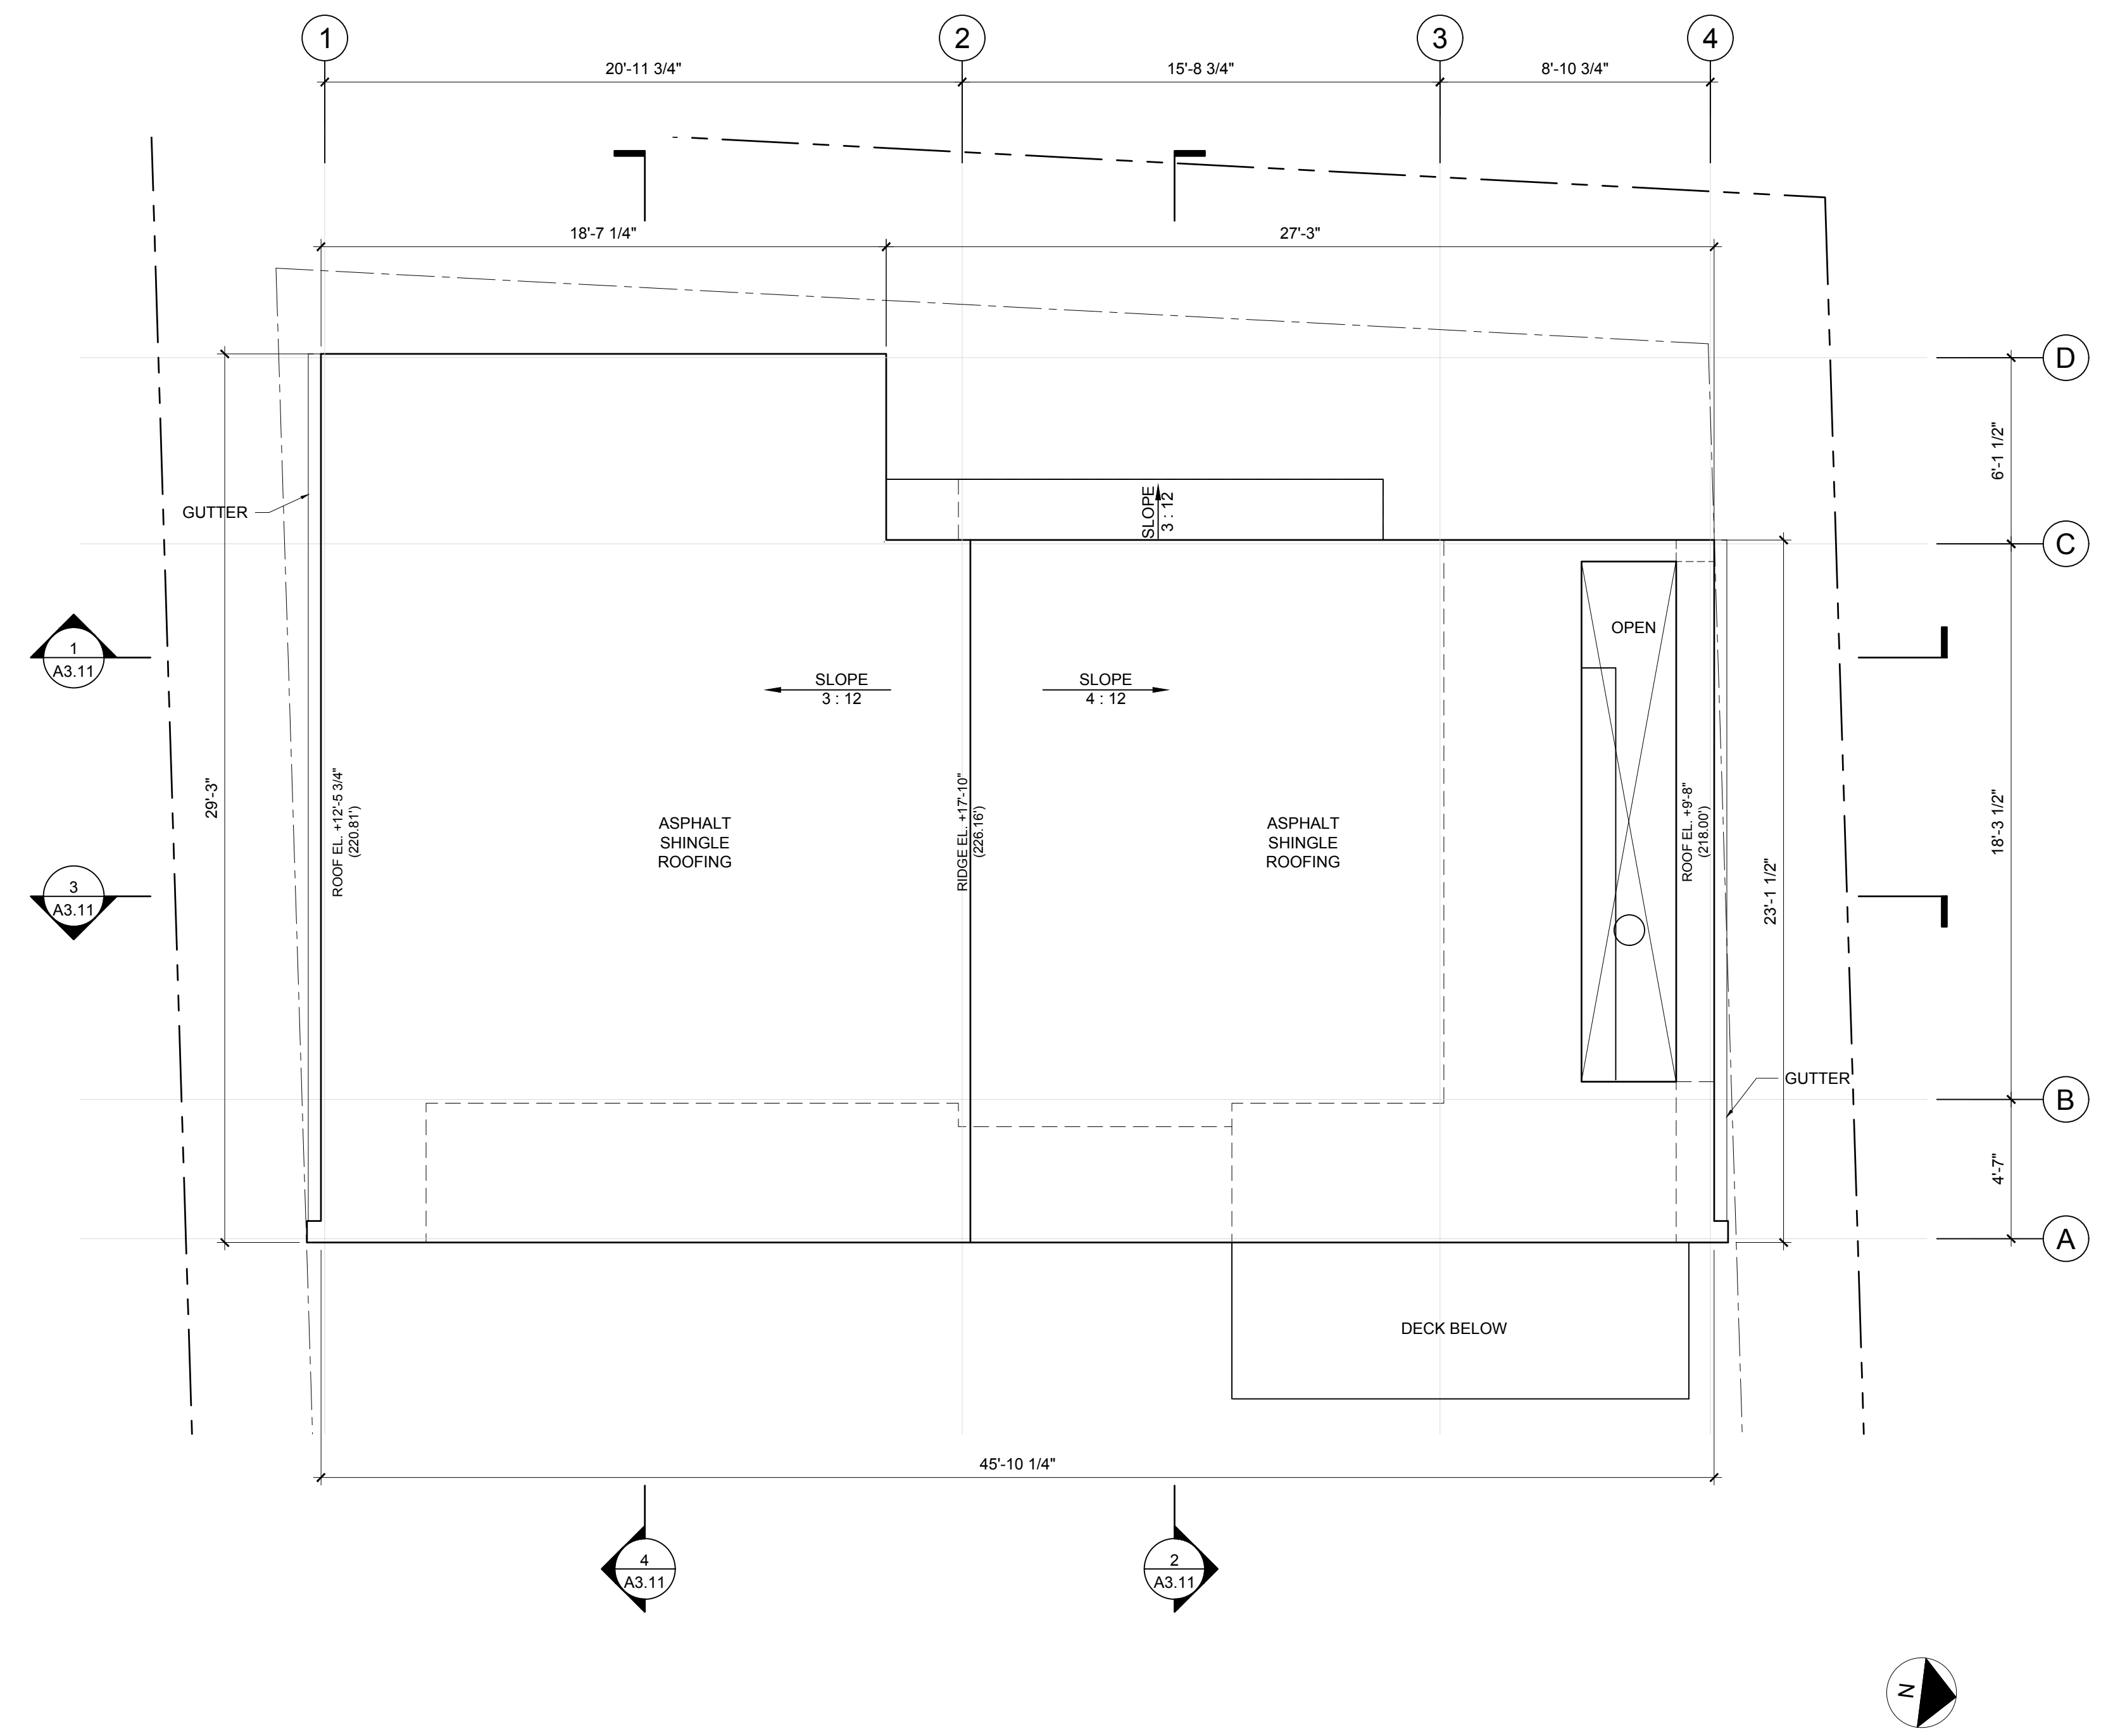 1
2
3
4
20'-11 3/4"
15'-8 3/4"
8'-10 3/4"
18'-7 1/4"
27'-3"
D
6'-1 1/2"
GUTTER
SLOPE
3 : 12
C
OPEN
1
A3.11
SLOPE
3 : 12
SLOPE
4 : 12
29'-3"
ROOF EL. +12'-5 3/4"
(220.81')
ASPHALT
SHINGLE
ROOFING
RIDGE EL. +17'-10"
(226.16')
ASPHALT
SHINGLE
ROOFING
ROOF EL. +9'-8"
(218.00')
18'-3 1/2"
23'-1 1/2"
3
A3.11
GUTTER
B
4'-7"
A
DECK BELOW
45'-10 1/4"
4
A3.11
2
A3.11
N